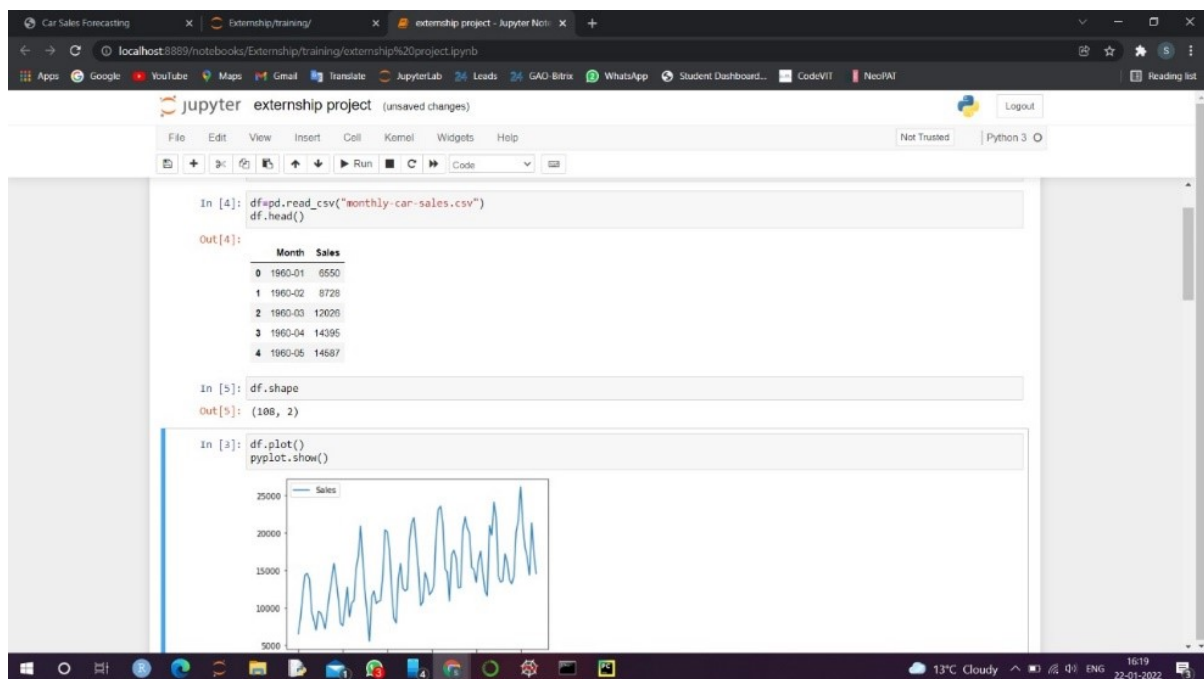 Car Sales Forecasting
Externship/training/
externship project - Jupyter Note
localhost:8889/notebooks/Externship/training/externship%20project.ipynb
Apps Google YouTube Maps Gmail Translate JupyterLab 24 Leads 24 GAO-Bitrix WhatsApp Student Dashboard... CodeVIT NeoPAT Reading list
jupyter externship project (unsaved changes) Logout
File Edit View Insert Cell Kernel Widgets Help Not Trusted Python 3
Run Code
In [4]: df=pd.read_csv("monthly-car-sales.csv")
df.head()
Out[4]:
Month Sales
0 1960-01 6550
1 1960-02 8728
2 1960-03 12026
3 1960-04 14395
4 1960-05 14587
In [5]: df.shape
Out[5]: (108, 2)
In [3]: df.plot()
pyplot.show()
Sales
25000
20000
15000
10000
5000
13°C Cloudy ENG 16:19
22-01-2022